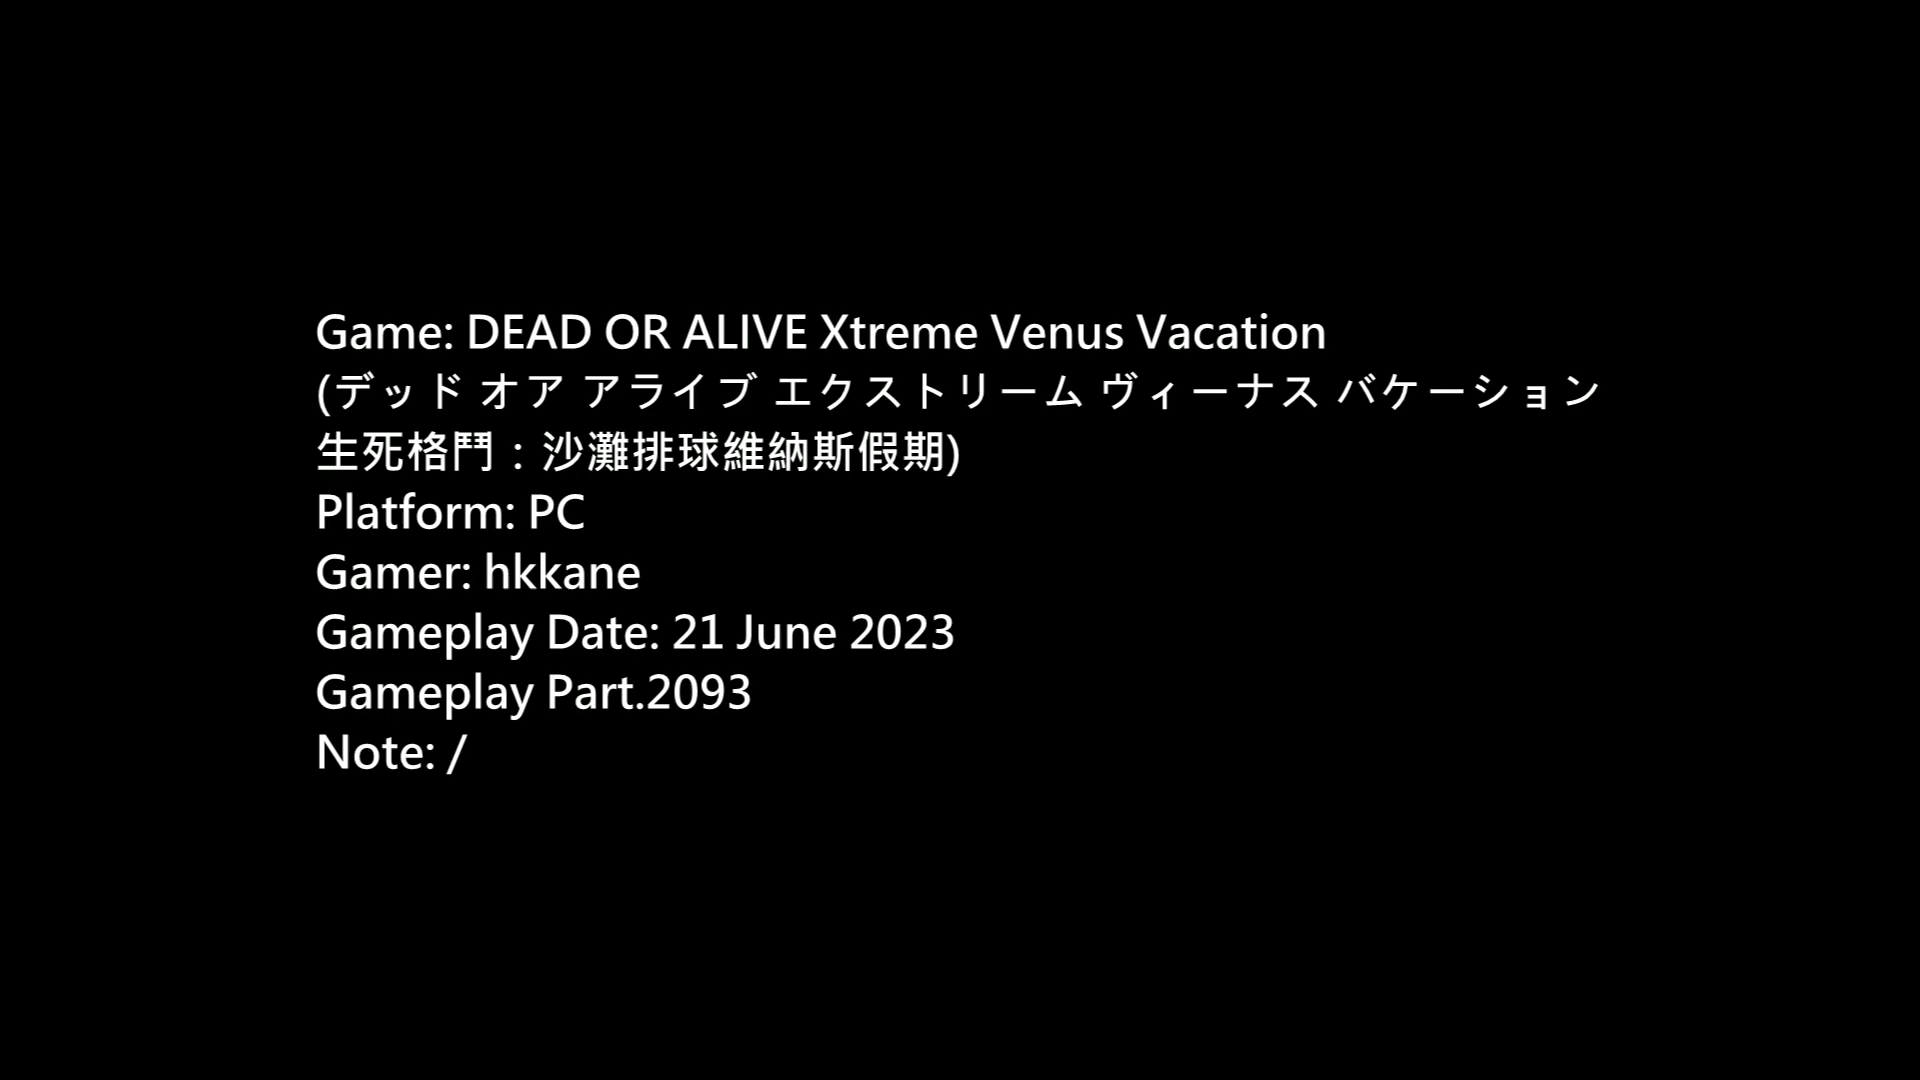 Game: DEAD OR ALIVE Xtreme Venus Vacation
(デッド オア アライブ エクストリーム ヴィーナス バケーション
生死格鬥：沙灘排球維納斯假期)
Platform: PC
Gamer: hkkane
Gameplay Date: 21 June 2023
Gameplay Part.2093
Note: /